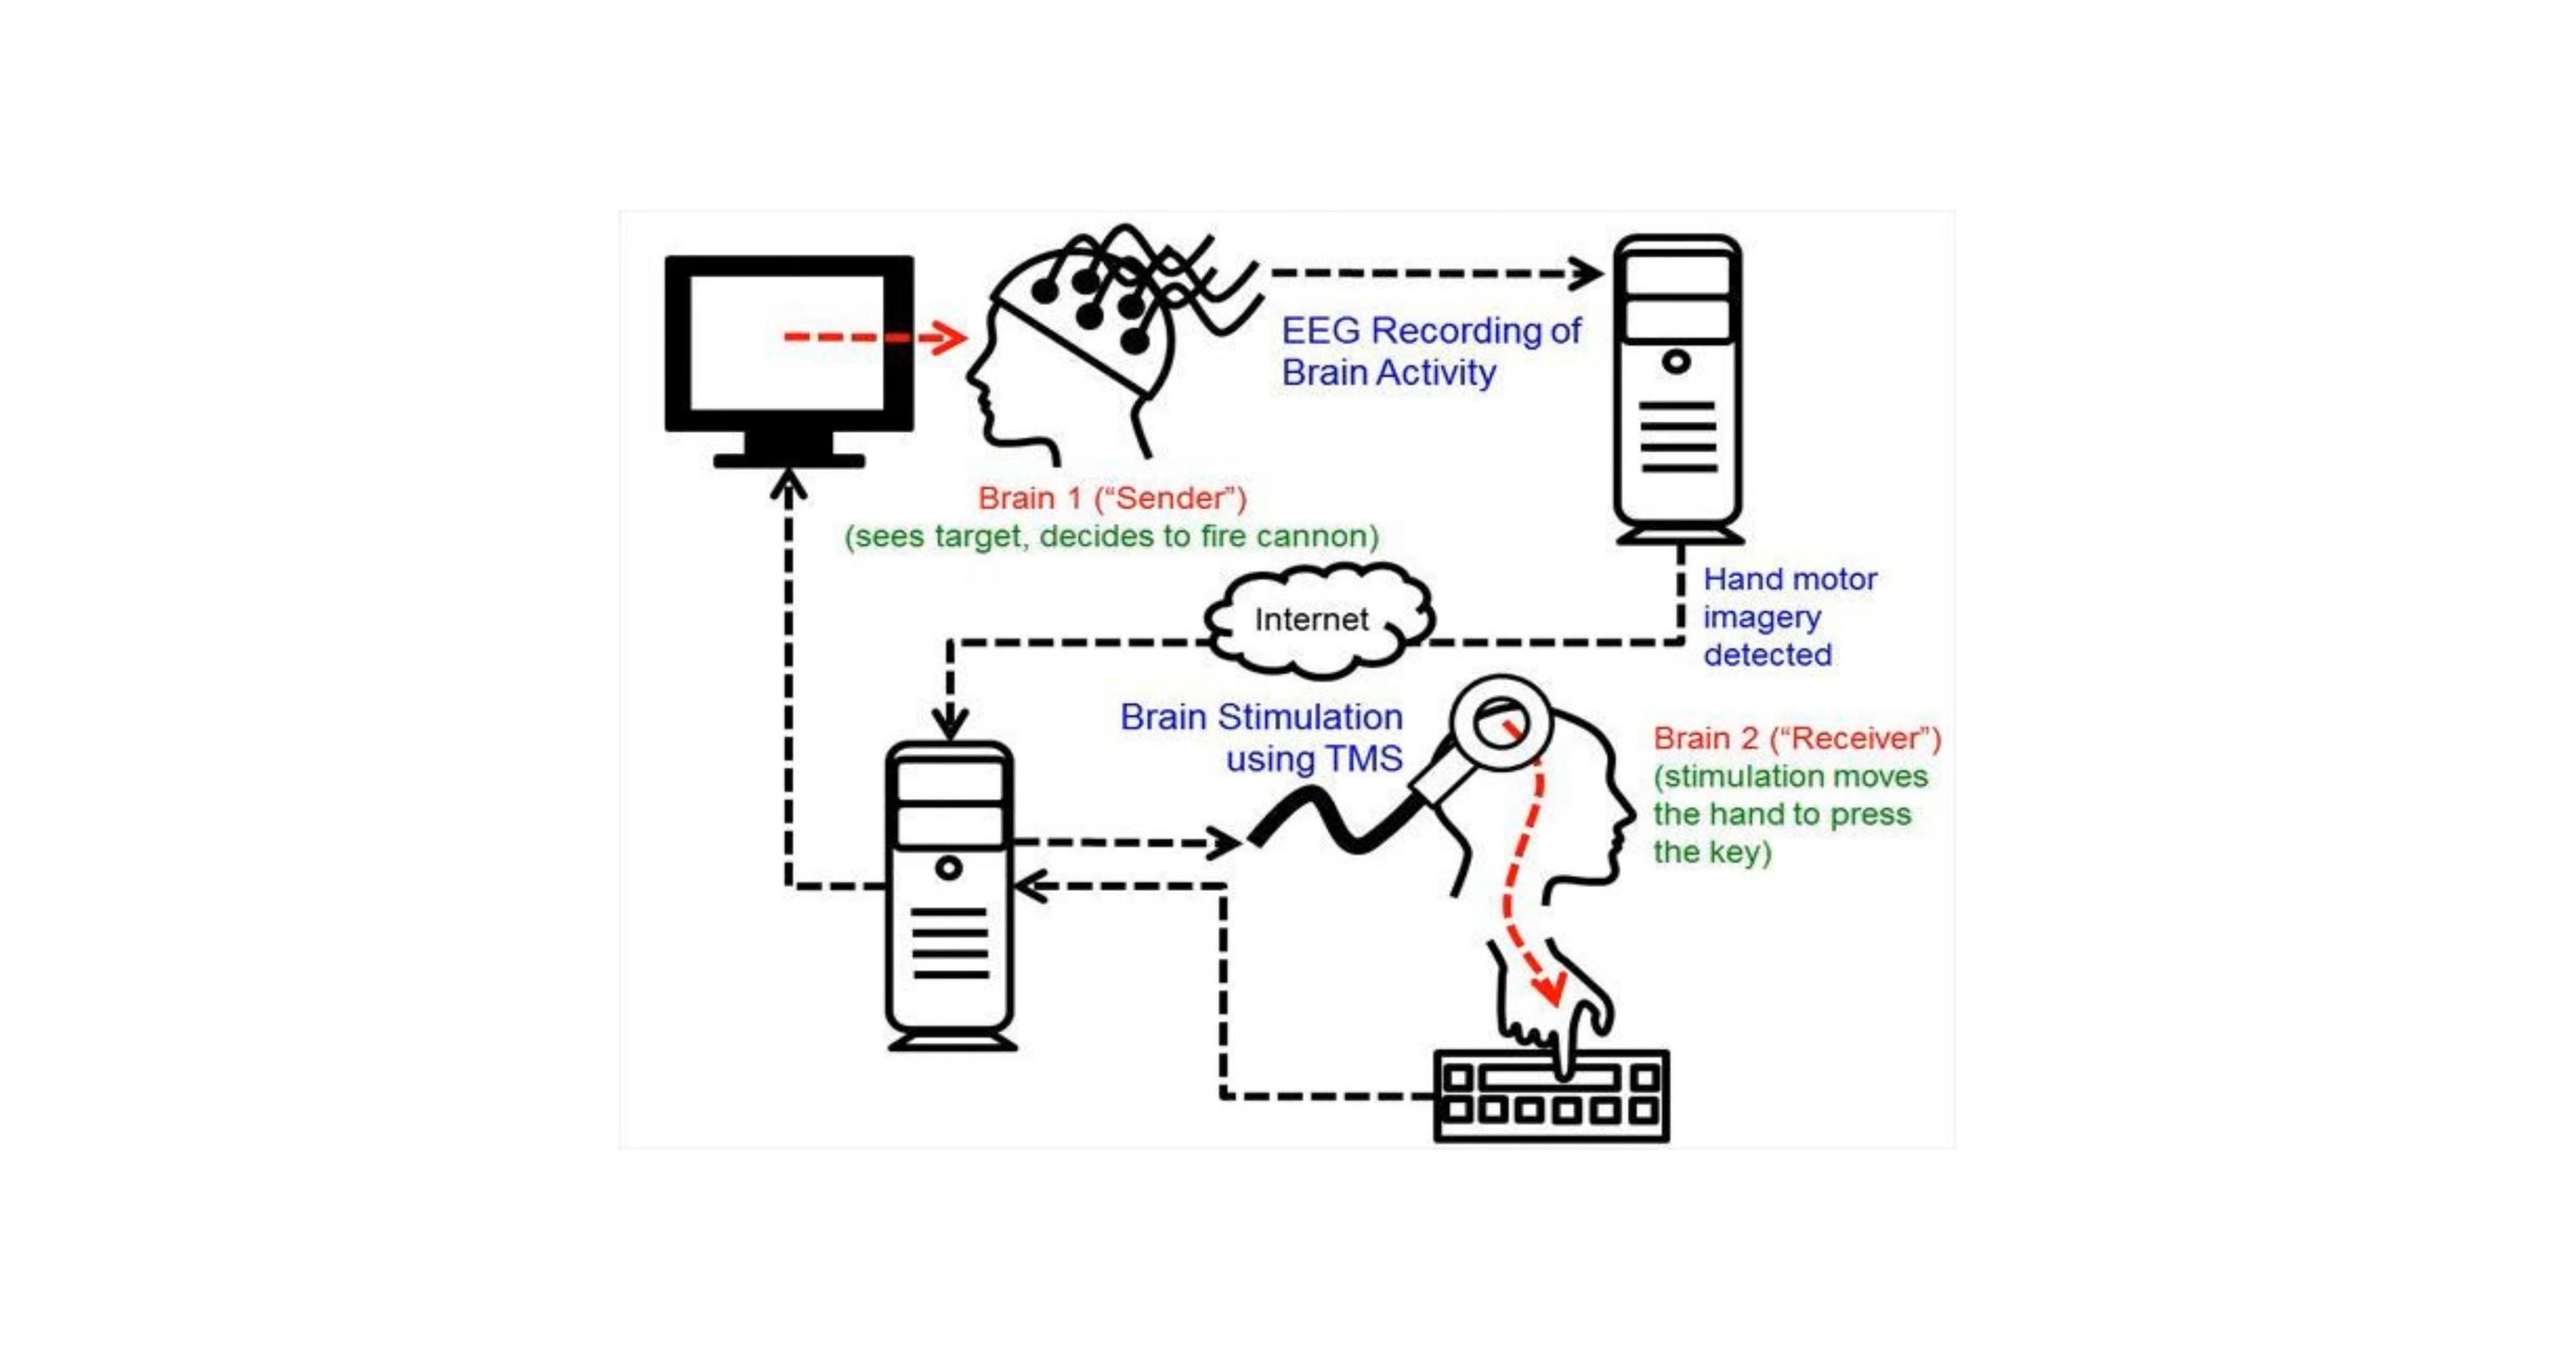 EEG Recording of
Brain Activity
Brain 1 (“Sender”)
(sees target, decides to fire cannon)
Internet
Hand motor
imagery
detected
Brain Stimulation
using TMS
Brain 2 (“Receiver”)
(stimulation moves
the hand to press
the key)